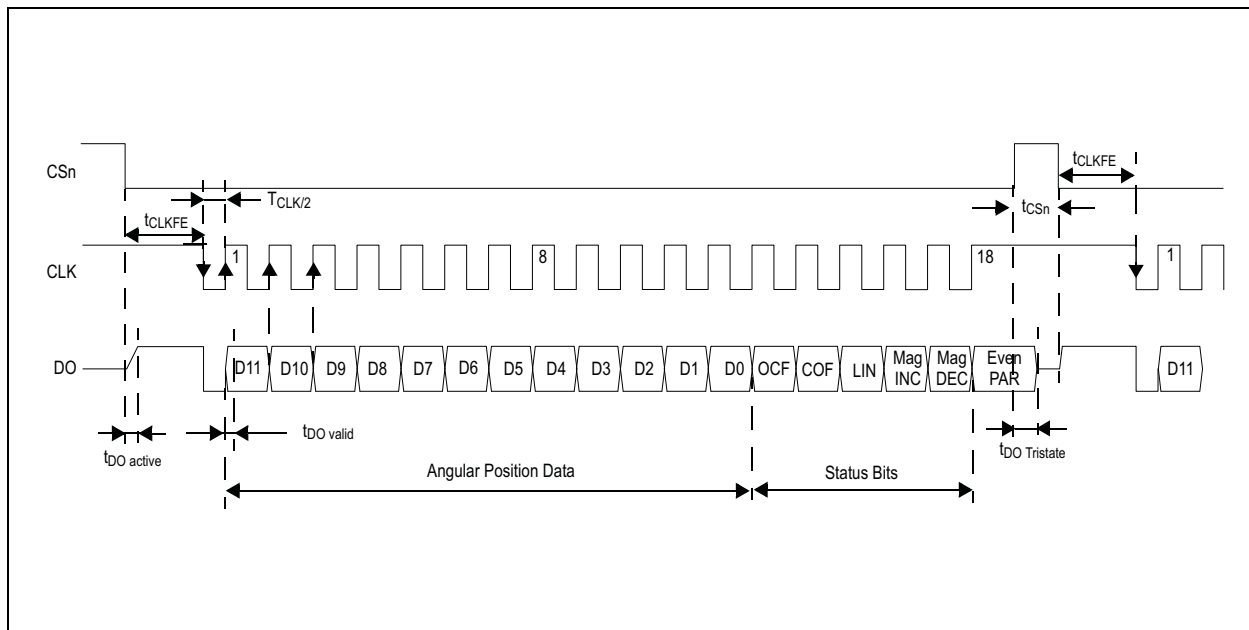 CSn
tCLKFE
TCLK/2
tCSn
tCLKFE
CLK
1
8
18
1
DO
D11
D10
D9
D8
D7
D6
D5
D4
D3
D2
D1
D0
OCF
COF
LIN
Mag
INC
Mag
DEC
Even
PAR
D11
tDO active
tDO valid
tDO Tristate
Angular Position Data
Status Bits